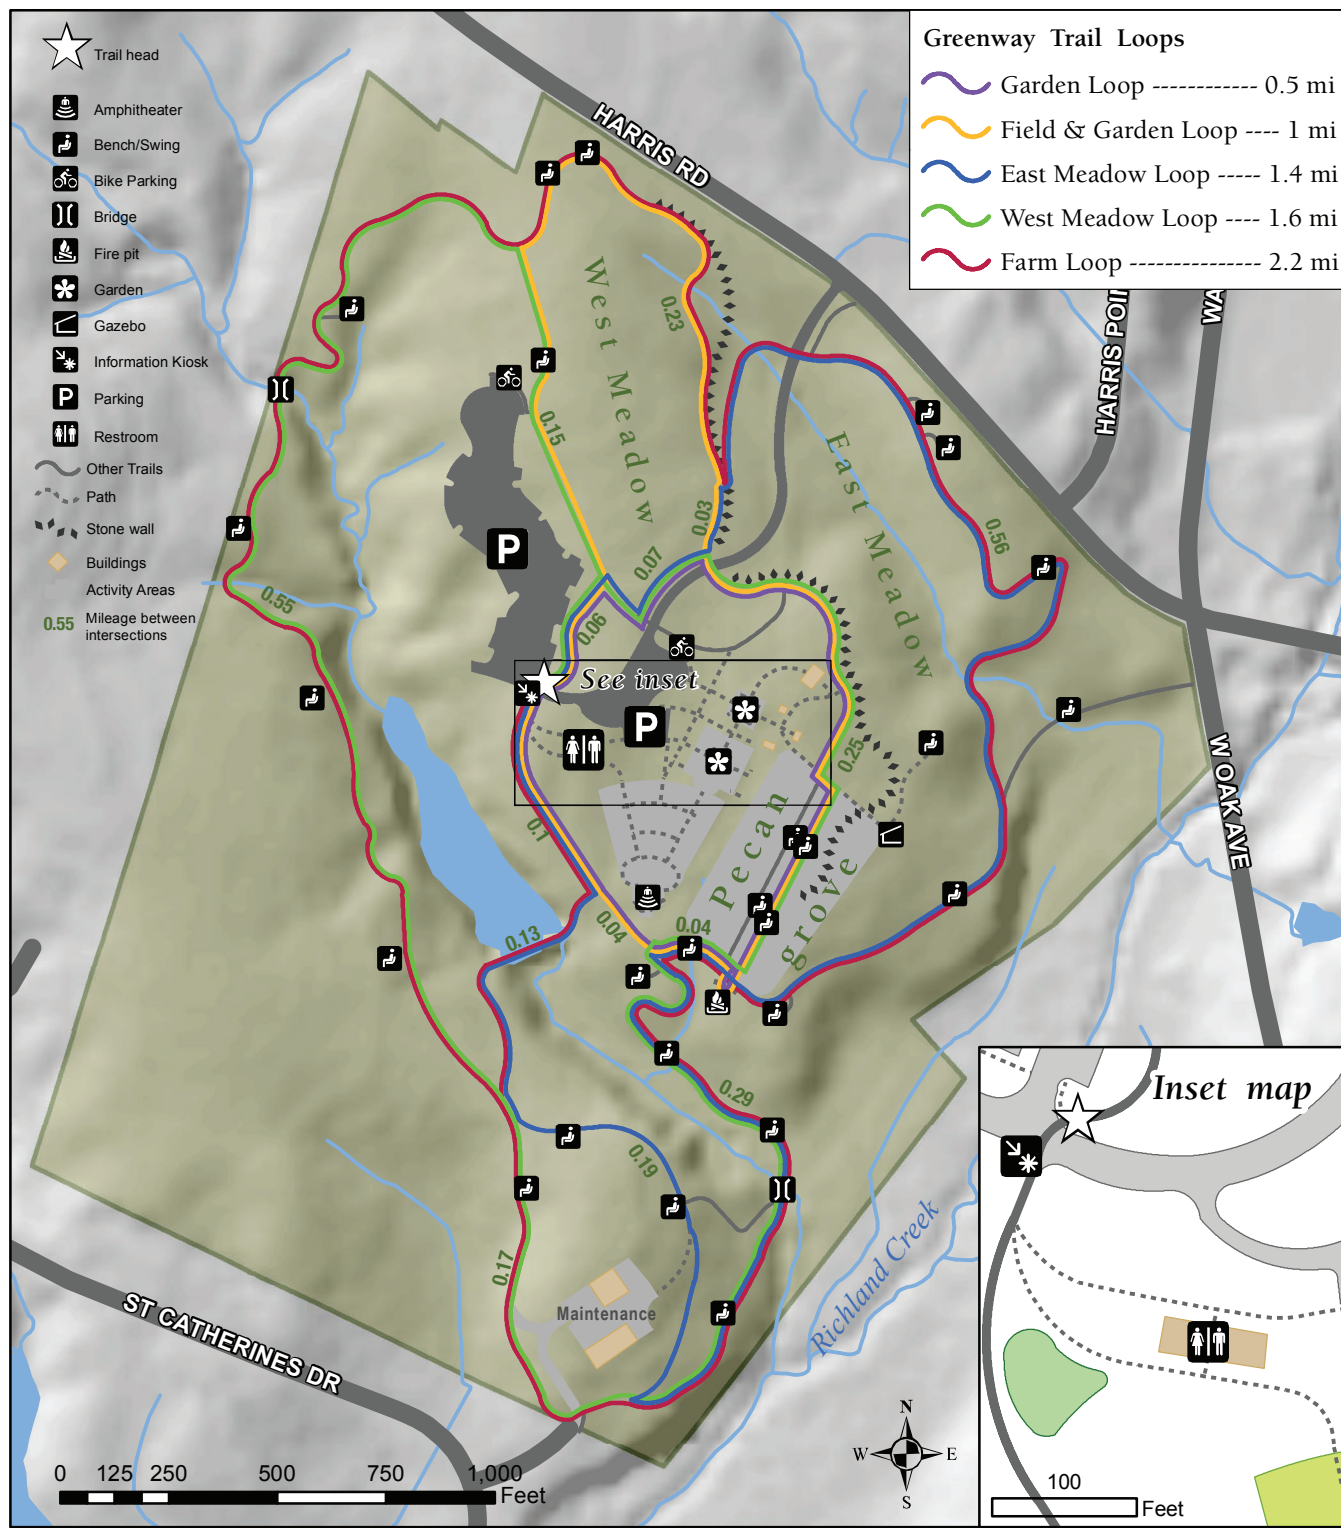 Trail head
Amphitheater
Bench/Swing
Bike Parking
Bridge
Fire pit
Garden
Gazebo
Information Kiosk
P
Parking
Restroom
Other Trails
Path
Stone wall
Buildings
Activity Areas
0.55 Mileage between
intersections
Greenway Trail Loops
Garden Loop ------------ 0.5 mi
Field & Garden Loop ---- 1 mi
East Meadow Loop ----- 1.4 mi
West Meadow Loop ---- 1.6 mi
Farm Loop --------------- 2.2 mi
HARRIS RD
HARRIS POIN
WA
West Meadow
East Meadow
0.23
0.15
0.03
0.07
0.06
0.56
0.55
P
See inset
P
0.25
W OAK AVE
0.1
Pecan
grove
0.04
0.04
0.13
0.29
0.19
0.17
Maintenance
Richland Creek
ST CATHERINES DR
N
W E
S
0 125 250 500 750 1,000
Feet
Inset map
100
Feet